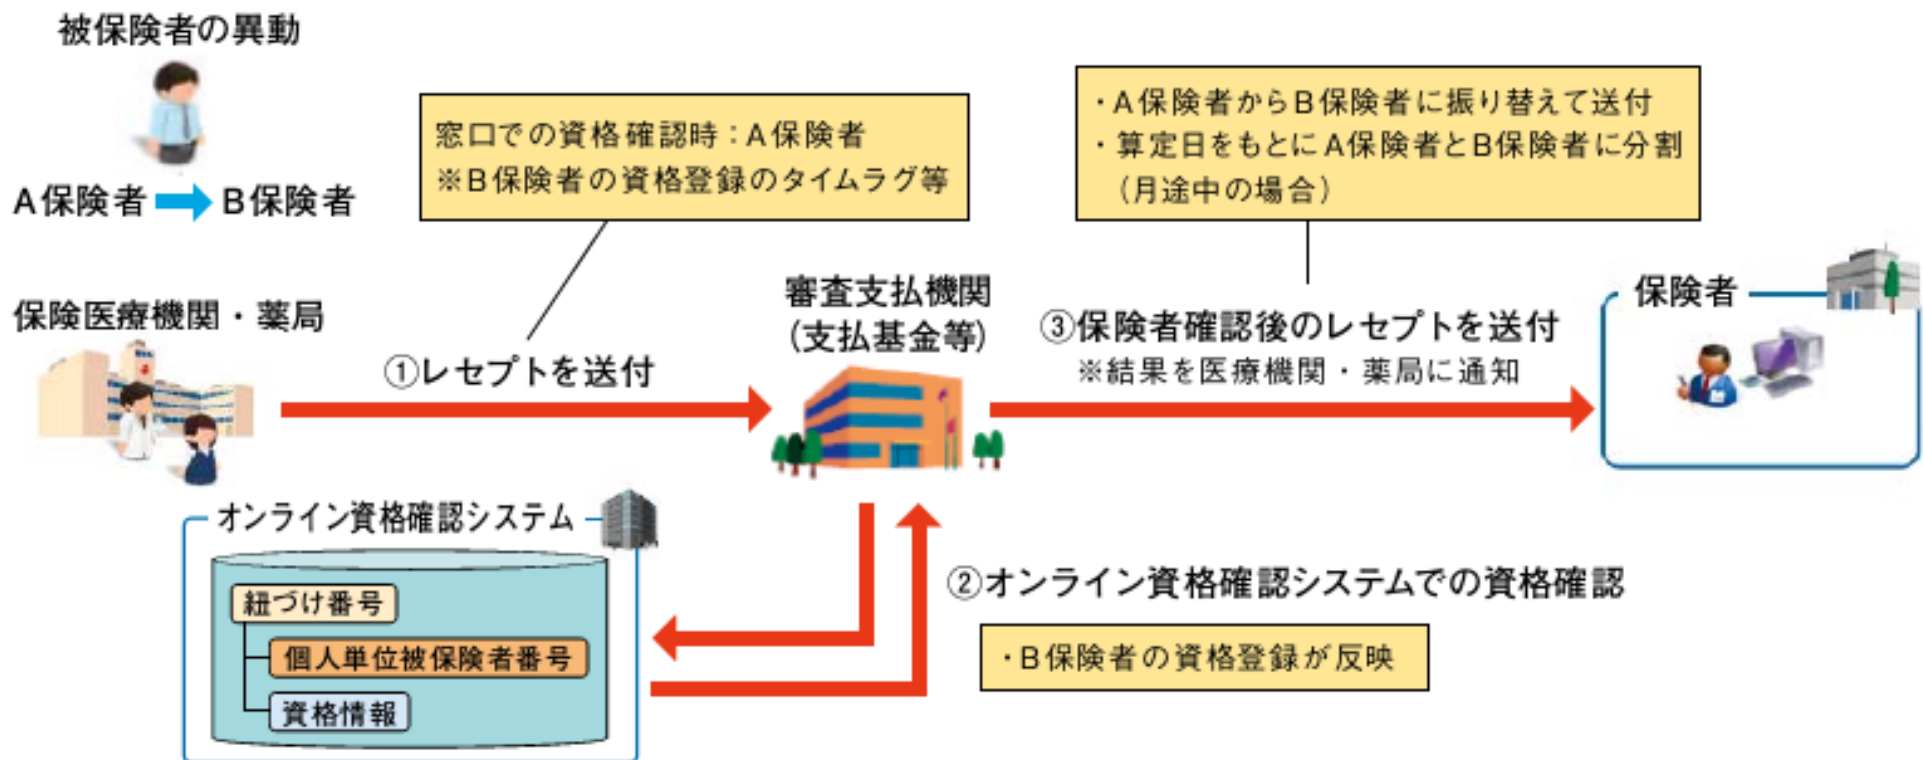 被保険者の異動
A保険者
B保険者
窓口での資格確認時：A保険者
※B保険者の資格登録のタイムラグ等
・A保険者からB保険者に振り替えて送付
・算定日をもとにA保険者とB保険者に分割
（月途中の場合）
保険医療機関・薬局
①レセプトを送付
審査支払機関
(支払基金等)
③保険者確認後のレセプトを送付
※結果を医療機関・薬局に通知
保険者
オンライン資格確認システム
紐づけ番号
個人単位被保険者番号
資格情報
②オンライン資格確認システムでの資格確認
・B保険者の資格登録が反映